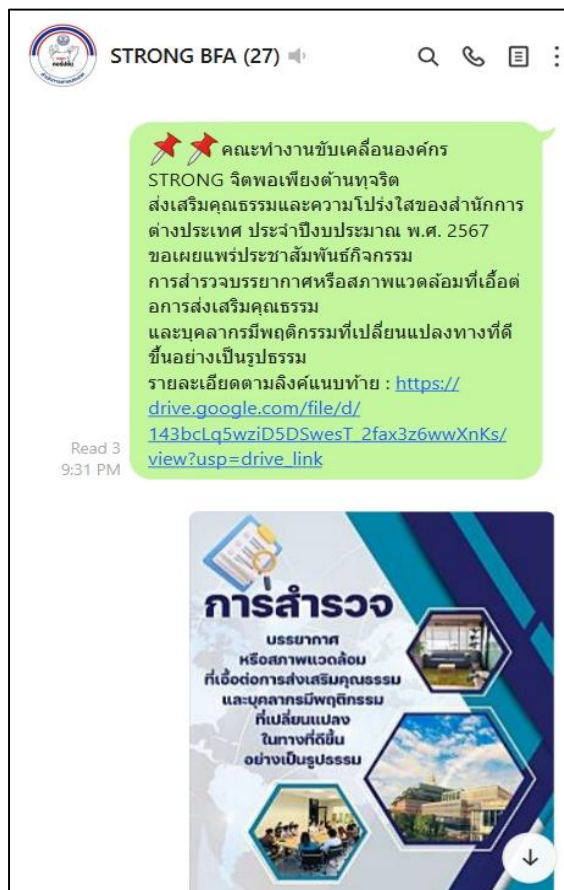 STRONG BFA (27)
คณะทำงานขับเคลื่อนองค์กร
STRONG จิตพอเพียงต้านทุจริต
ส่งเสริมคุณธรรมและความโปร่งใสของสำนักการ
ต่างประเทศ ประจำปีงบประมาณ พ.ศ. 2567
ขอเผยแพร่ประชาสัมพันธ์กิจกรรม
การสำรวจบรรยากาศหรือสภาพแวดล้อมที่เอื้อต่
อการส่งเสริมคุณธรรม
และบุคลากรมีพฤติกรรมที่เปลี่ยนแปลงทางที่ดี
ขึ้นอย่างเป็นรูปธรรม
รายละเอียดตามลิงค์แนบท้าย : https://
drive.google.com/file/d/
143bcLq5wziD5DSwesT_2fax3z6wwXnKs/
view?usp=drive_link
Read 3
9:31 PM
การสำรวจ
บรรยากาศ
หรือสภาพแวดล้อม
ที่เอื้อต่อการส่งเสริมคุณธรรม
และบุคลากรมีพฤติกรรม
ที่เปลี่ยนแปลง
ในทางที่ดีขึ้น
อย่างเป็นรูปธรรม